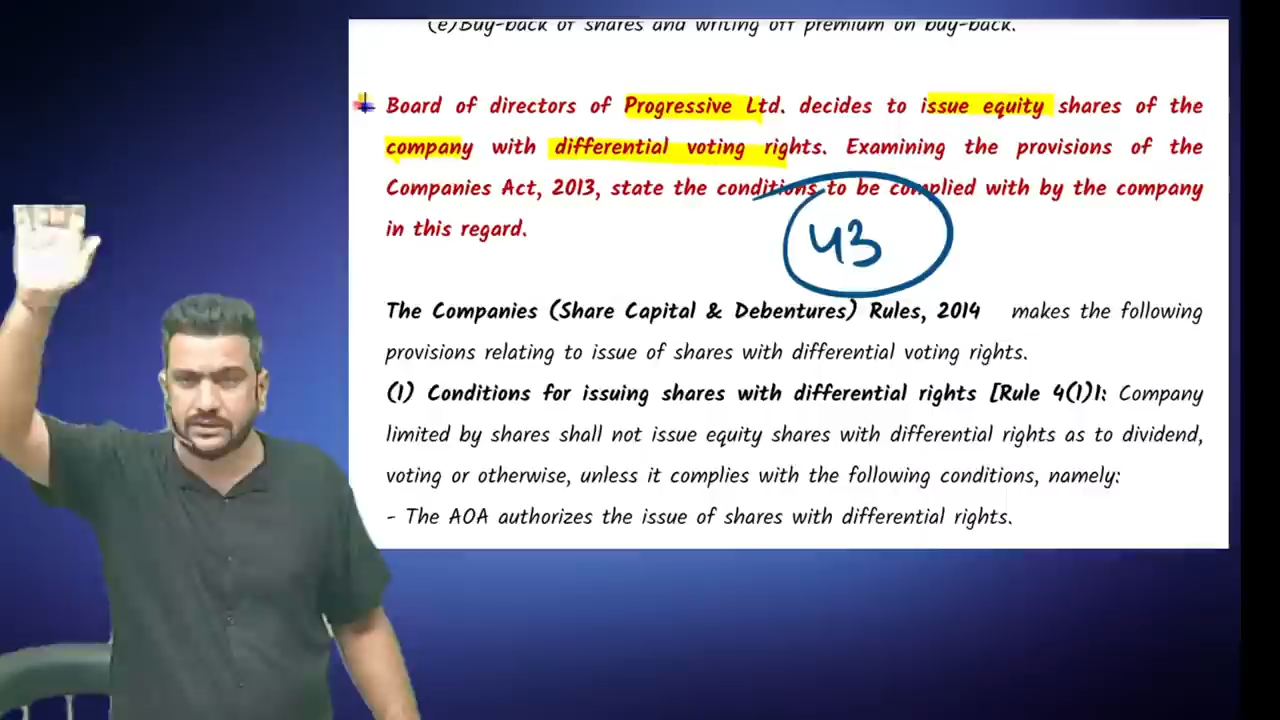 (e)Buy-back of shares and writing off premium on buy-back.
Board of directors of Progressive Ltd. decides to issue equity shares of the
company with differential voting rights. Examining the provisions of the
Companies Act, 2013, state the conditions to be complied with by the company
in this regard.
43
The Companies (Share Capital & Debentures) Rules, 2014 makes the following
provisions relating to issue of shares with differential voting rights.
(1) Conditions for issuing shares with differential rights [Rule 4(1)]: Company
limited by shares shall not issue equity shares with differential rights as to dividend,
voting or otherwise, unless it complies with the following conditions, namely:
- The AOA authorizes the issue of shares with differential rights.